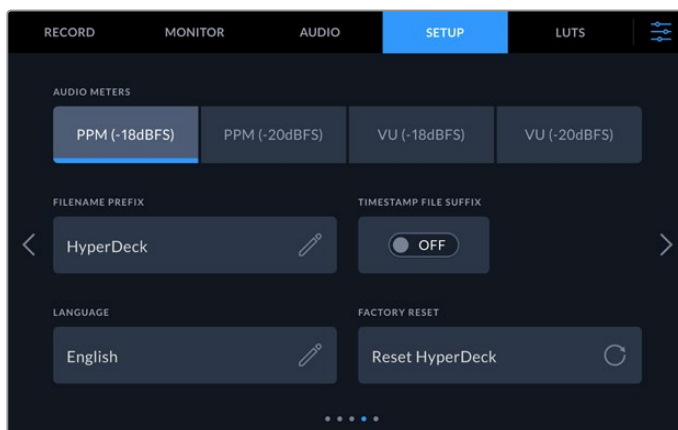 RECORD MONITOR AUDIO SETUP LUTS
AUDIO METERS
PPM (-18dBFS) PPM (-20dBFS) VU (-18dBFS) VU (-20dBFS)
FILENAME PREFIX TIMESTAMP FILE SUFFIX
HyperDeck OFF
LANGUAGE FACTORY RESET
English Reset HyperDeck